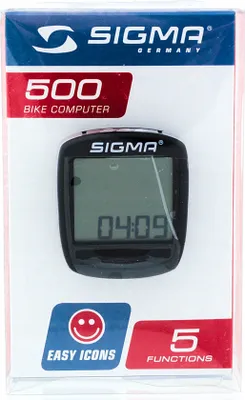 SIGMA®
GERMANY
500
BIKE COMPUTER
SIGMA®
04:09
EASY ICONS
5
FUNCTIONS